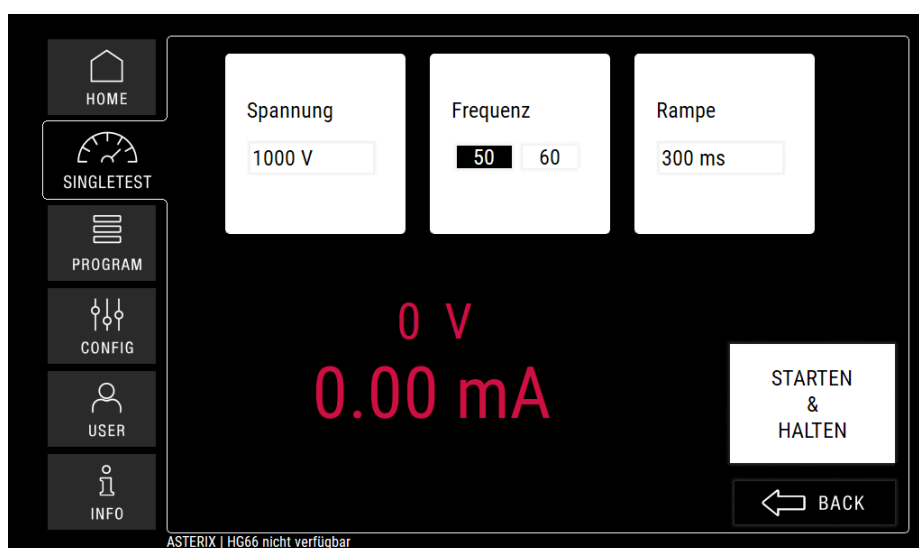 HOME
SINGLETEST
PROGRAM
CONFIG
USER
INFO
Spannung
1000 V
Frequenz
50 60
Rampe
300 ms
0 V
0.00 mA
STARTEN
&
HALTEN
BACK
ASTERIX | HG66 nicht verfügbar